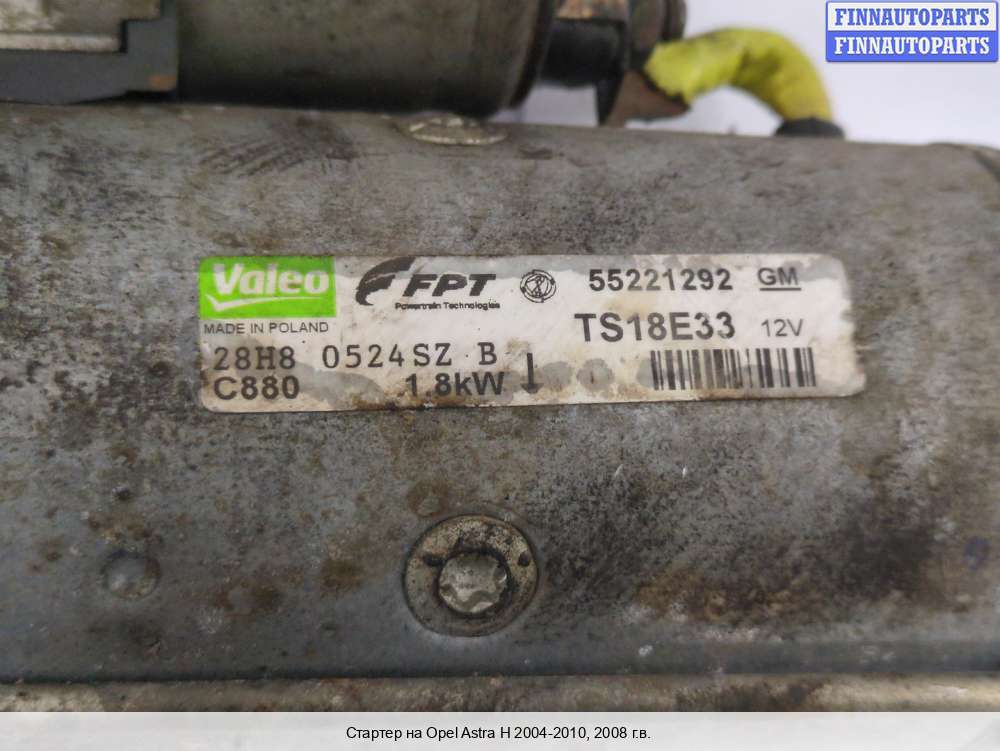 FINNAUTOPARTS
FINNAUTOPARTS
Valeo FPT 55221292 GM
Powertrain Technologies
MADE IN POLAND TS18E33 12V
28H8 0524SZ B
C880 1.8kW
Стартер на Opel Astra H 2004-2010, 2008 г.в.